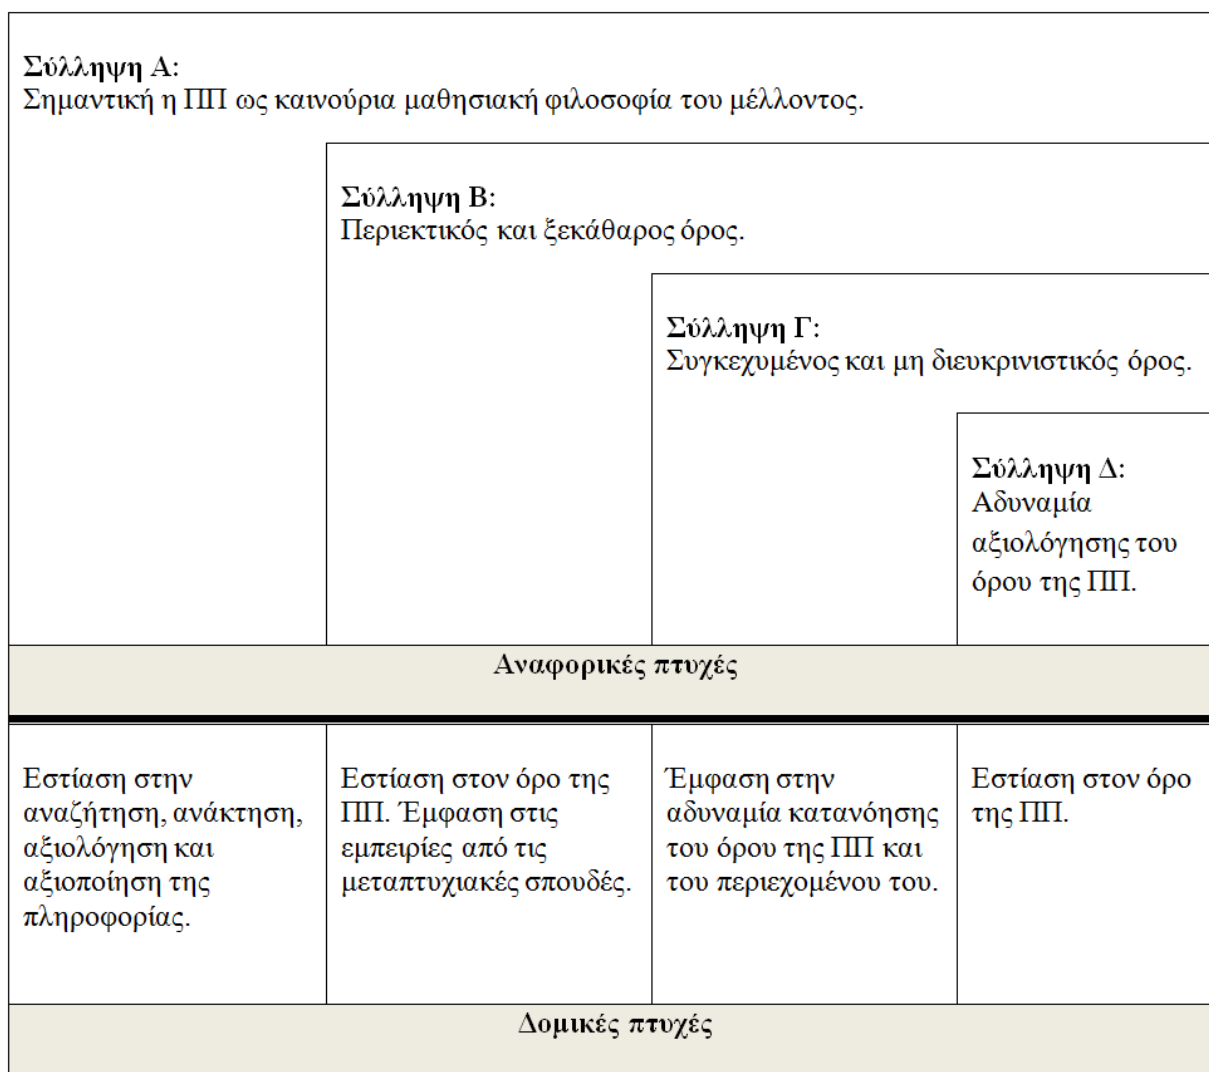 Σύλληψη Α:
Σημαντική η ΠΠ ως καινούρια μαθησιακή φιλοσοφία του μέλλοντος.
Σύλληψη Β:
Περιεκτικός και ξεκάθαρος όρος.
Σύλληψη Γ:
Συγκεχυμένος και μη διευκρινιστικός όρος.
Σύλληψη Δ:
Αδυναμία
αξιολόγησης του
όρου της ΠΠ.
Αναφορικές πτυχές
Εστίαση στην
αναζήτηση, ανάκτηση,
αξιολόγηση και
αξιοποίηση της
πληροφορίας.
Εστίαση στον όρο της
ΠΠ. Έμφαση στις
εμπειρίες από τις
μεταπτυχιακές σπουδές.
Έμφαση στην
αδυναμία κατανόησης
του όρου της ΠΠ και
του περιεχομένου του.
Εστίαση στον όρο
της ΠΠ.
Δομικές πτυχές